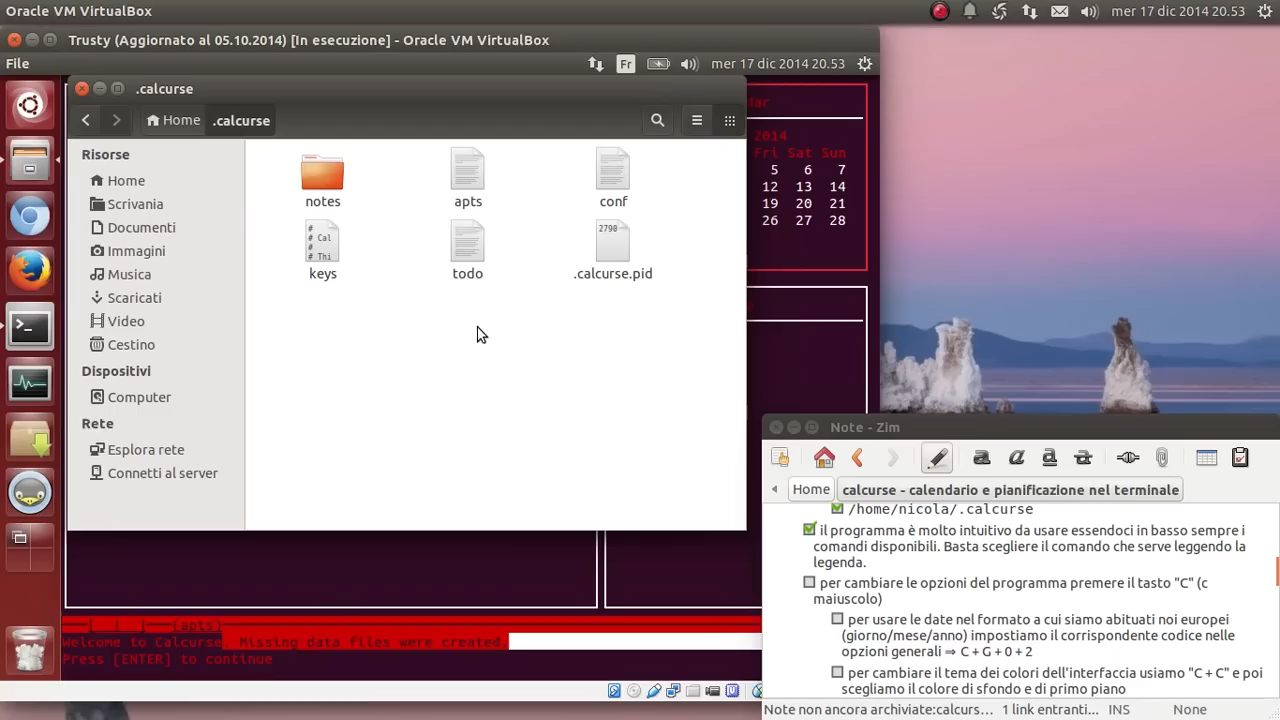 Oracle VM VirtualBox
mer 17 dic 2014 20.53
Trusty (Aggiornato al 05.10.2014) [In esecuzione] - Oracle VM VirtualBox
File
Fr
mer 17 dic 2014 20.53
.calcurse
Home
.calcurse
Risorse
Home
Scrivania
Documenti
Immagini
Musica
Scaricati
Video
Cestino
Dispositivi
Computer
Rete
Esplora rete
Connetti al server
notes
apts
conf
#
# Cal
#
# Thi
keys
todo
2790
.calcurse.pid
dar
2014
Fri Sat Sun
5 6 7
12 13 14
19 20 21
26 27 28
(apts)
Welcome to Calcurse. Missing data files were created.
Press [ENTER] to continue
Note - Zim
Home
calcurse - calendario e pianificazione nel terminale
/home/nicola/.calcurse
il programma è molto intuitivo da usare essendoci in basso sempre i
comandi disponibili. Basta scegliere il comando che serve leggendo la
legenda.
per cambiare le opzioni del programma premere il tasto "C" (c
maiuscolo)
per usare le date nel formato a cui siamo abituati noi europei
(giorno/mese/anno) impostiamo il corrispondente codice nelle
opzioni generali ⇒ C + G + 0 + 2
per cambiare il tema dei colori dell'interfaccia usiamo "C + C" e poi
scegliamo il colore di sfondo e di primo piano
Note non ancora archiviate:calcurs...
1 link entranti...
INS
None